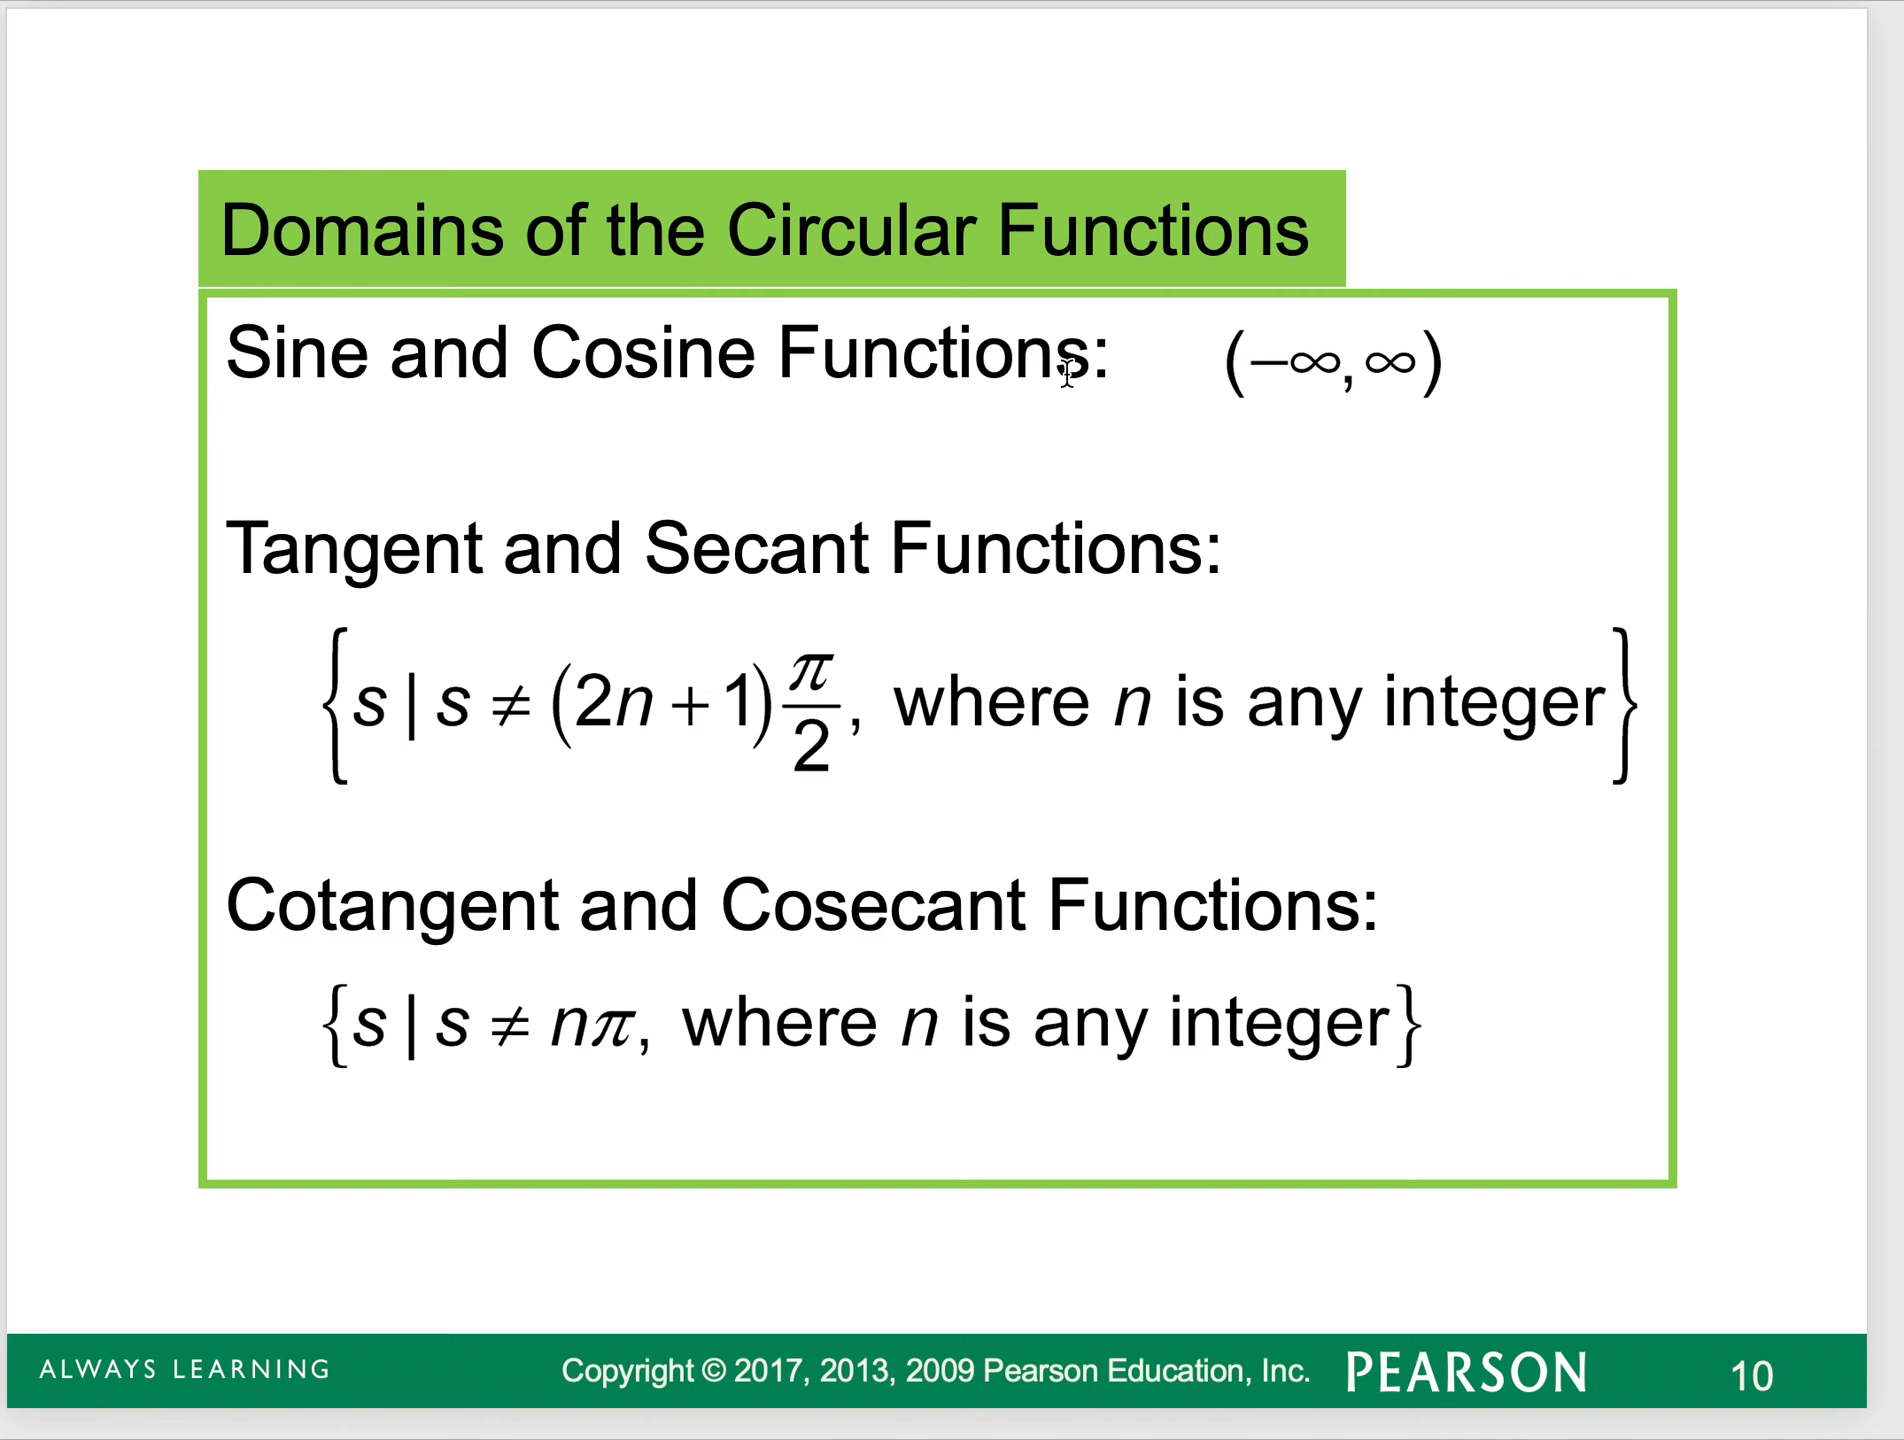 Domains of the Circular Functions
Sine and Cosine Functions: (−∞, ∞)
Tangent and Secant Functions:
{s | s ≠ (2n + 1) π/2, where n is any integer}
Cotangent and Cosecant Functions:
{s | s ≠ nπ, where n is any integer}
ALWAYS LEARNING Copyright © 2017, 2013, 2009 Pearson Education, Inc. PEARSON 10